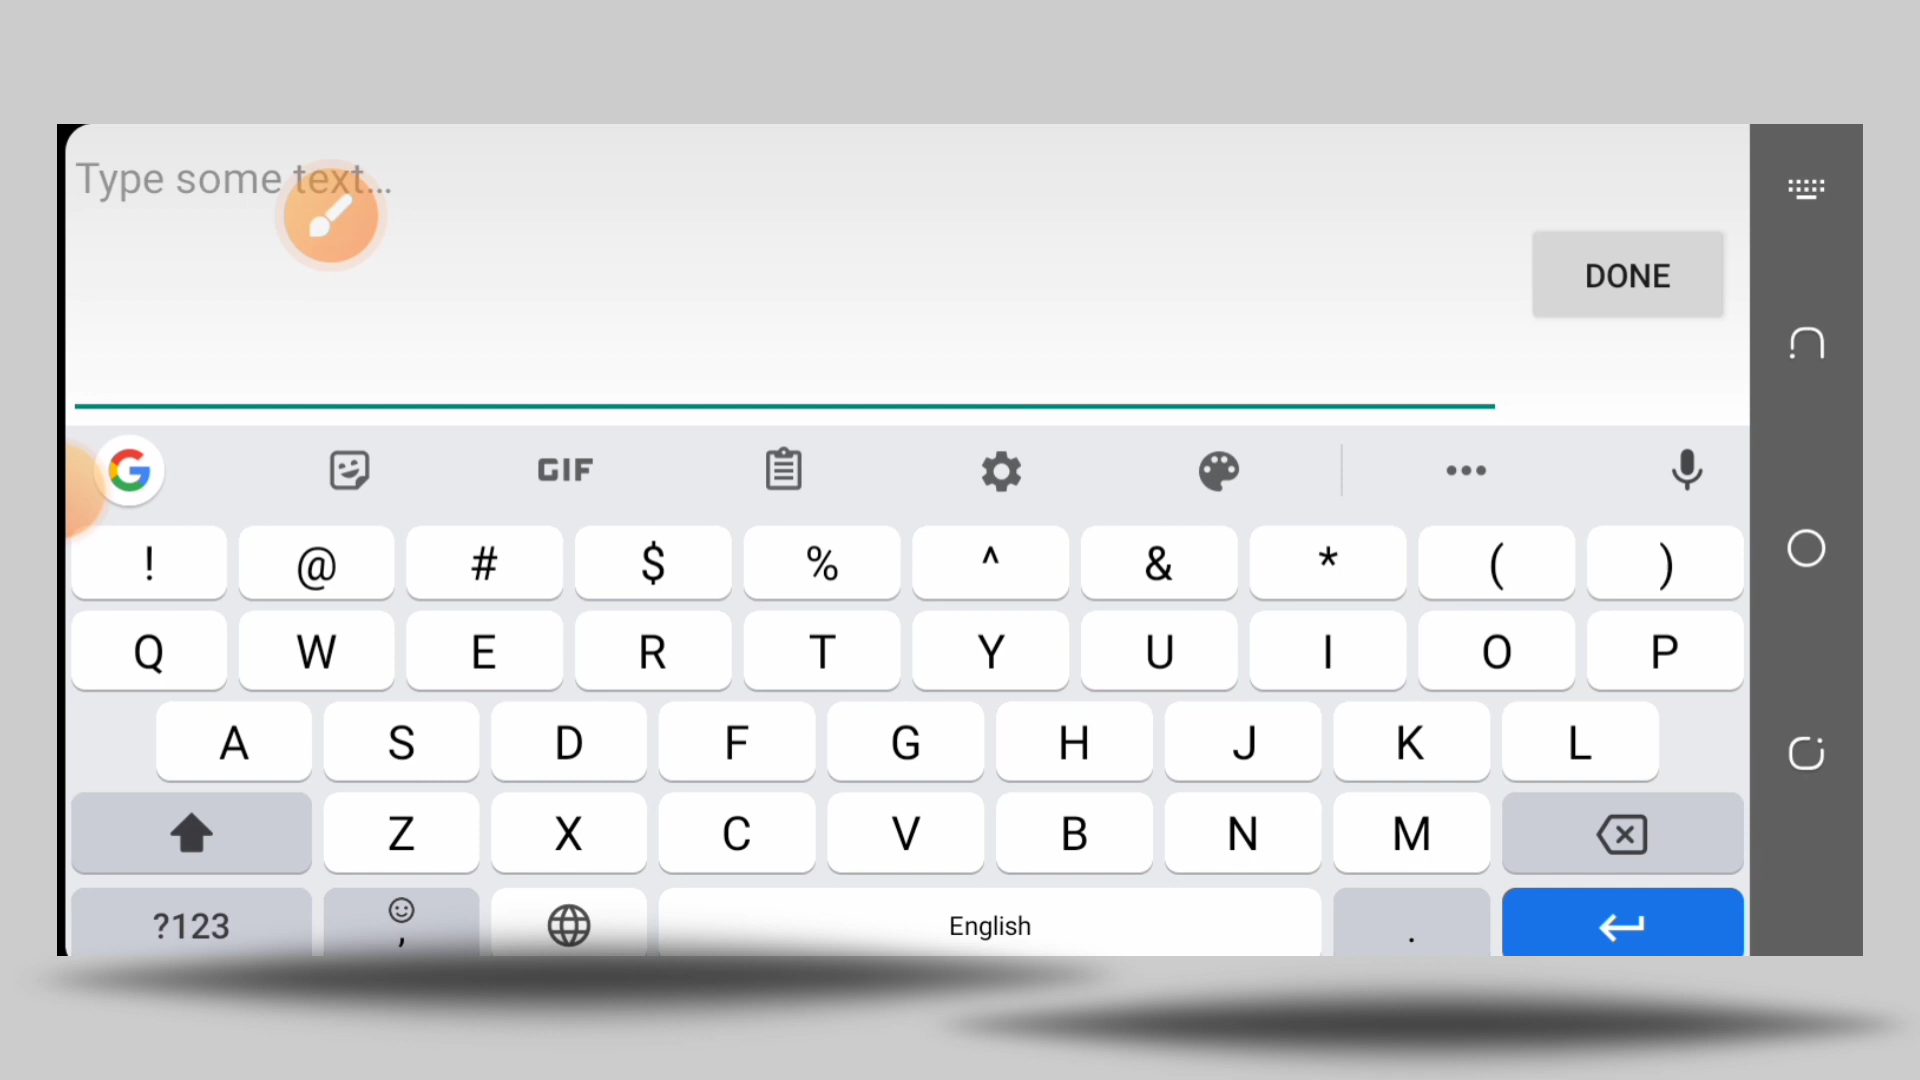 Type some text...
DONE
GIF
! @ # $ % ^ & * ( )
Q W E R T Y U I O P
A S D F G H J K L
Z X C V B N M
?123 , English .